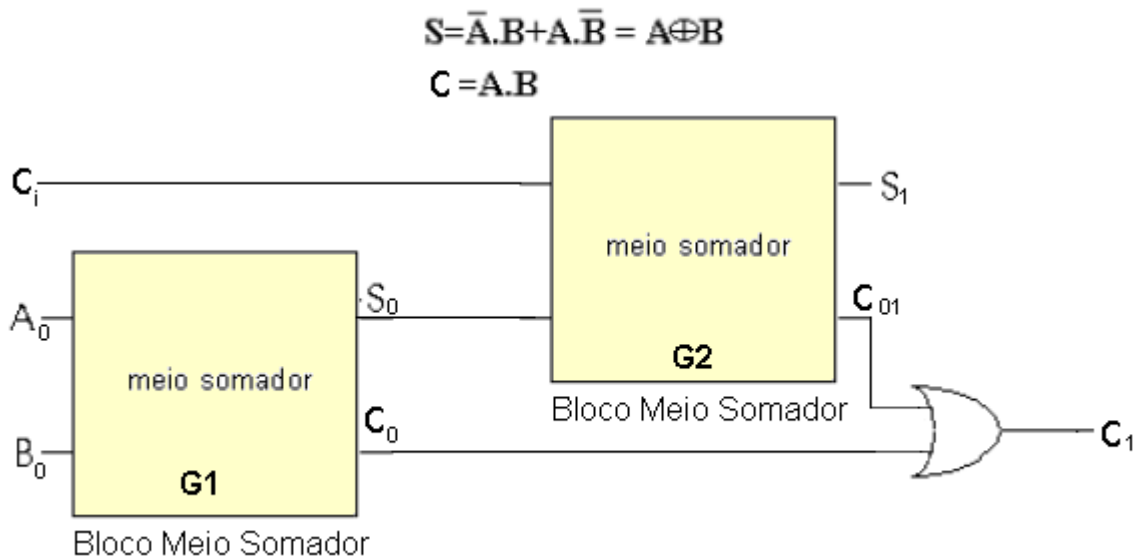 S=A̅.B+A.B̅ = A⊕B
C =A.B
Cᵢ
S₁
meio somador
A₀
S₀
C₀₁
G2
meio somador
Bloco Meio Somador
C₀
C₁
B₀
G1
Bloco Meio Somador